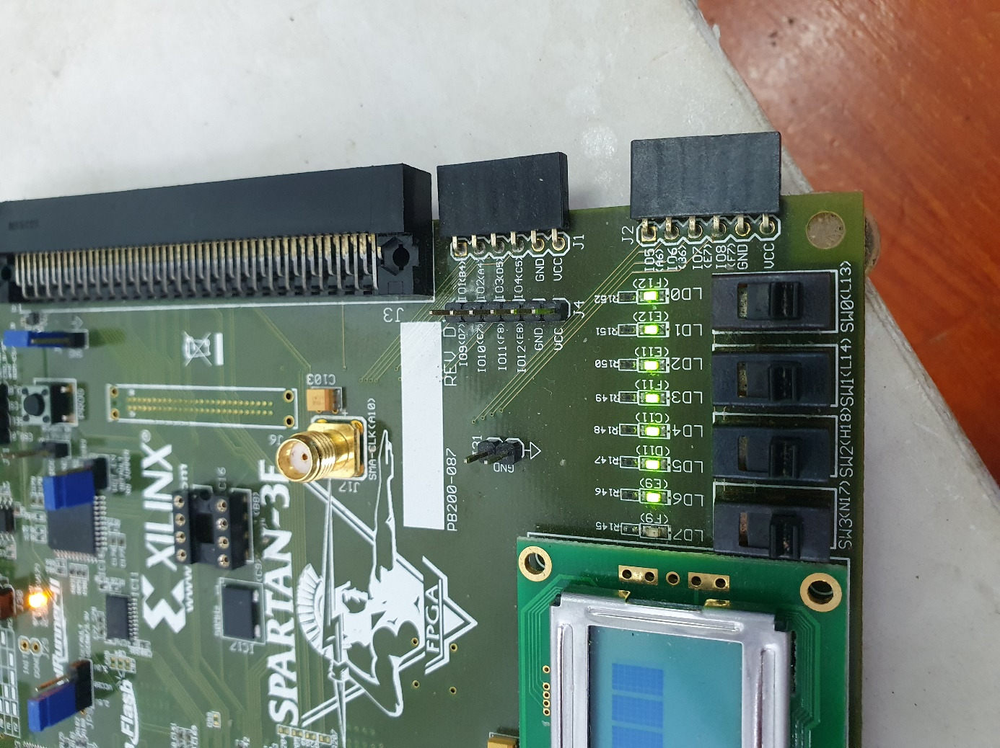 J1
IO1(B4)
IO2(A4)
IO3(D5)
IO4(C5)
GND
VCC
J2
IO5
(A6)
IO6
(B6)
IO7
(E7)
IO8
(F7)
GND
VCC
J3
J4
IO9(D7)
IO10(C7)
IO11(F8)
IO12(E8)
GND
VCC
REV D
PB200-087
R152
(F12)
LD0
R151
(E12)
LD1
R150
(E11)
LD2
R149
(F11)
LD3
R148
(C11)
LD4
R147
(D11)
LD5
R146
(E9)
LD6
R145
(F9)
LD7
SW0(L13)
SW1(L14)
SW2(H18)
SW3(N17)
C103
J6
SMA-CLK(A10)
J17
GND
XILINX®
SPARTAN-3E
FPGA
IC17
Flash